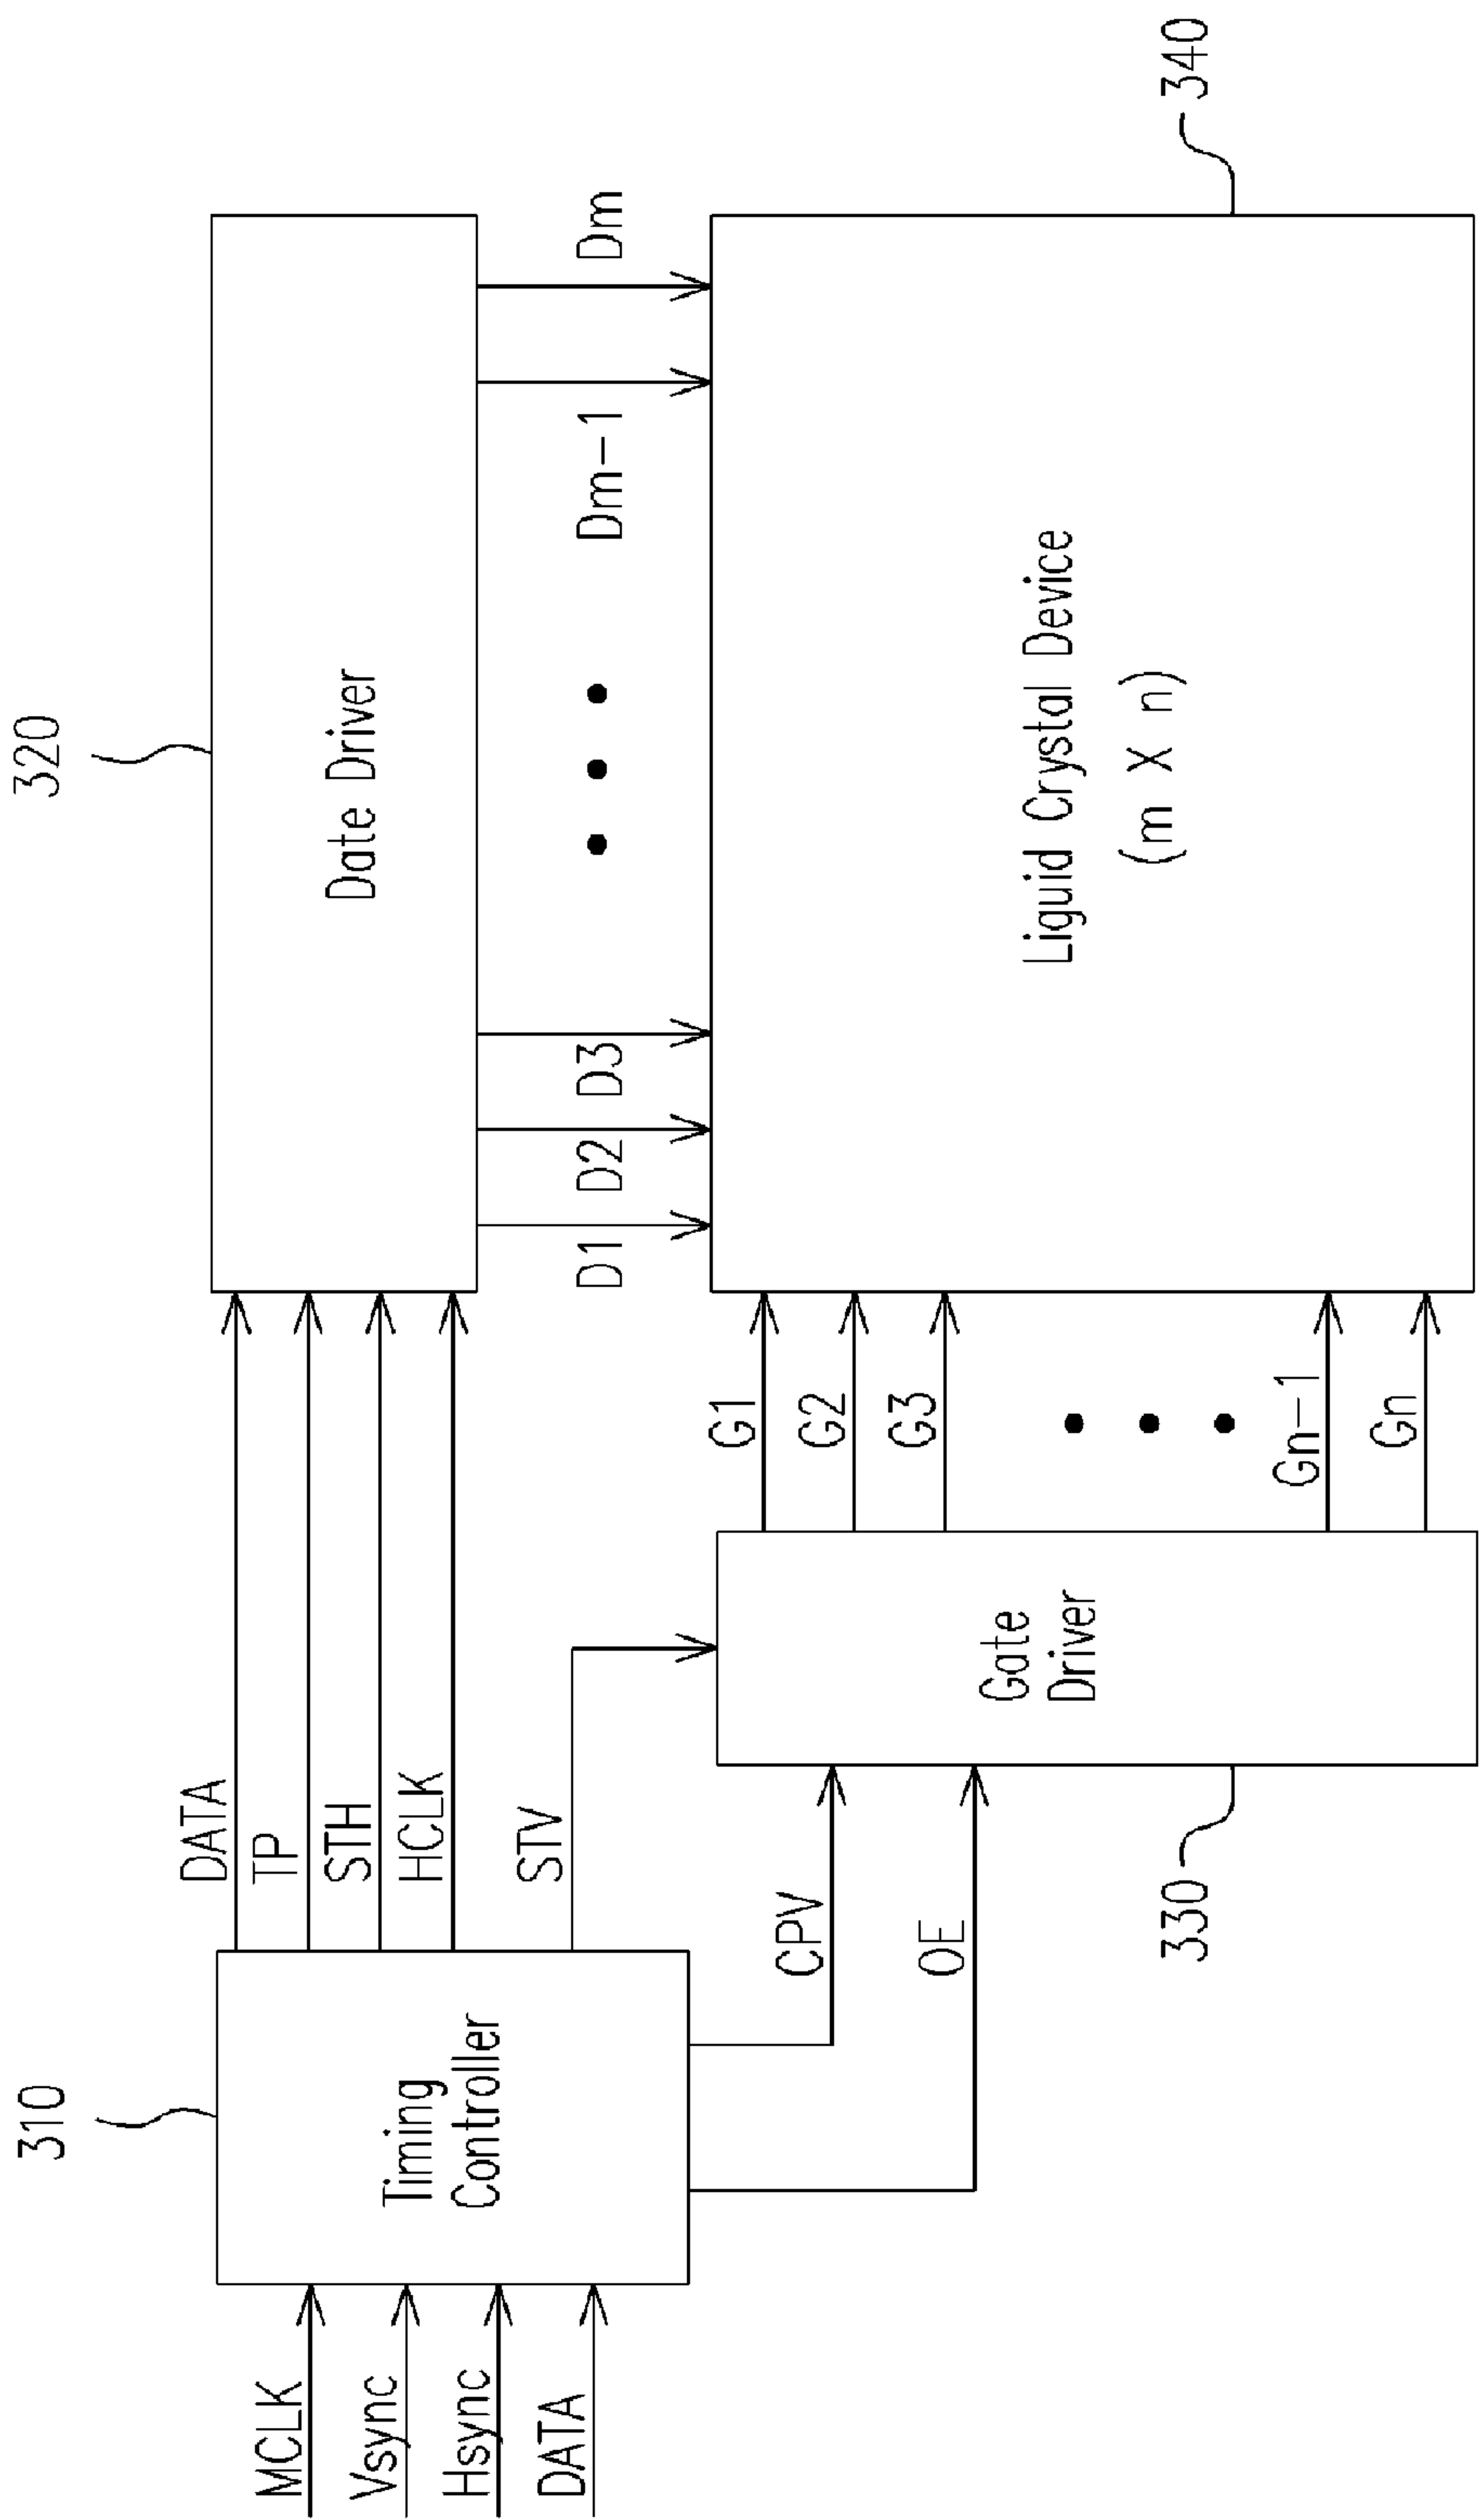 310
320
Timing
Controller
Date Driver
MCLK
Vsync
Hsync
DATA
DATA
TP
STH
HCLK
STV
CPV
OE
D1
D2
D3
Dm-1
Dm
G1
G2
G3
Gn-1
Gn
Gate
Driver
330
Liquid Crystal Device
(m X n)
340